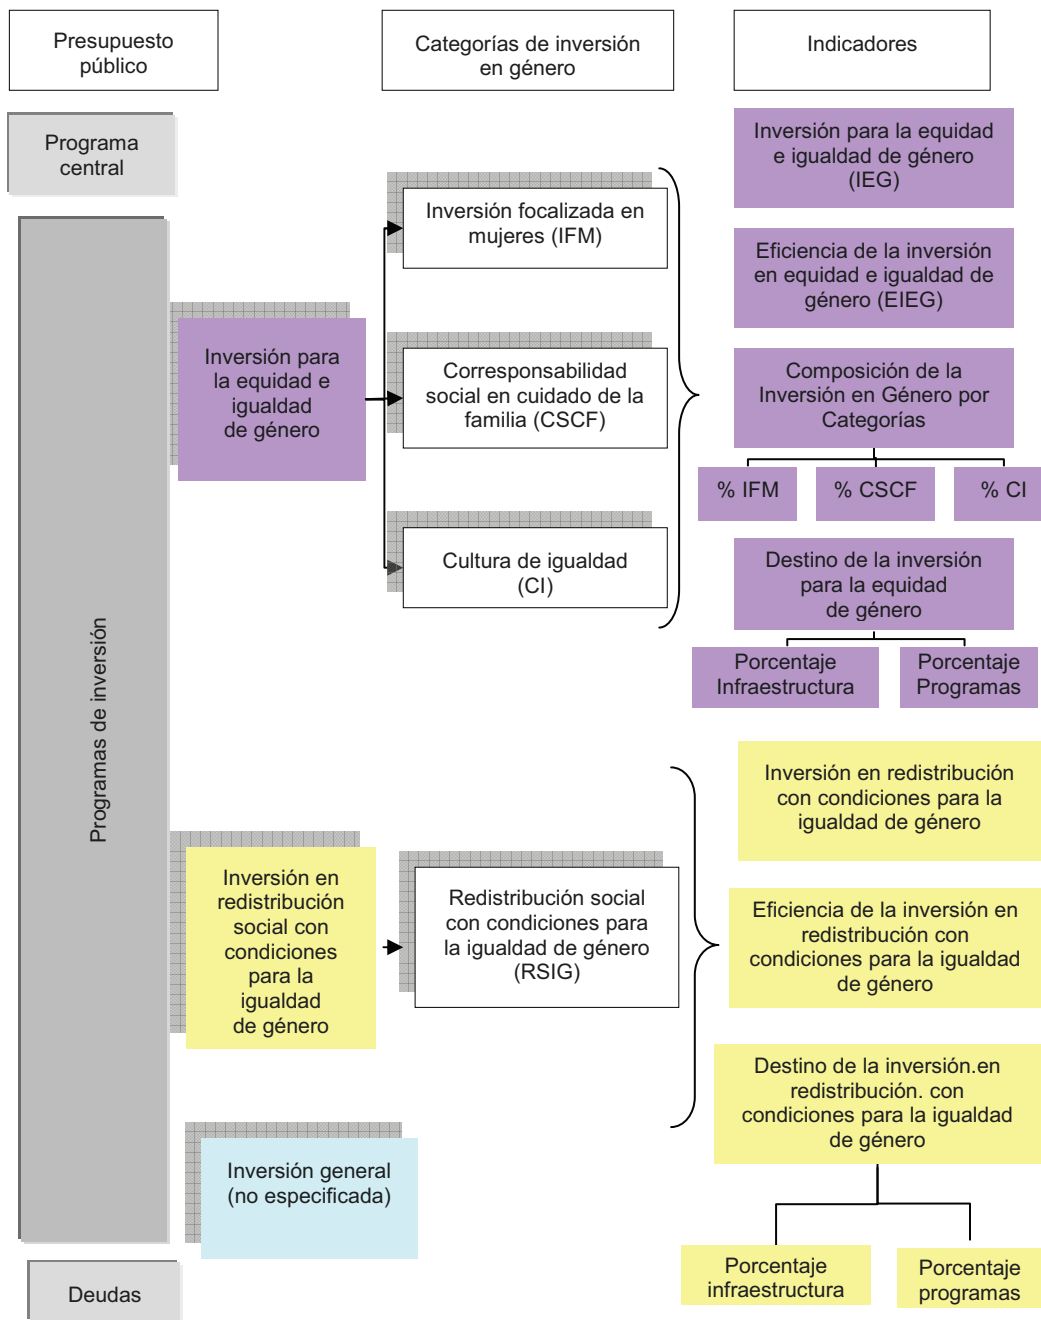 Presupuesto
público
Categorías de inversión
en género
Indicadores
Programa
central
Programas de inversión
Deudas
Inversión para
la equidad e
igualdad
de género
Inversión focalizada en
mujeres (IFM)
Corresponsabilidad
social en cuidado de la
familia (CSCF)
Cultura de igualdad
(CI)
Inversión para la equidad
e igualdad de género
(IEG)
Eficiencia de la inversión
en equidad e igualdad de
género (EIEG)
Composición de la
Inversión en Género por
Categorías
% IFM
% CSCF
% CI
Destino de la inversión
para la equidad
de género
Porcentaje
Infraestructura
Porcentaje
Programas
Inversión en
redistribución
social con
condiciones
para la
igualdad
de género
Redistribución social
con condiciones para
la igualdad de género
(RSIG)
Inversión en redistribución
con condiciones para la
igualdad de género
Eficiencia de la inversión en
redistribución con
condiciones para la igualdad
de género
Destino de la inversión.en
redistribución. con
condiciones para la igualdad
de género
Porcentaje
infraestructura
Porcentaje
programas
Inversión general
(no especificada)